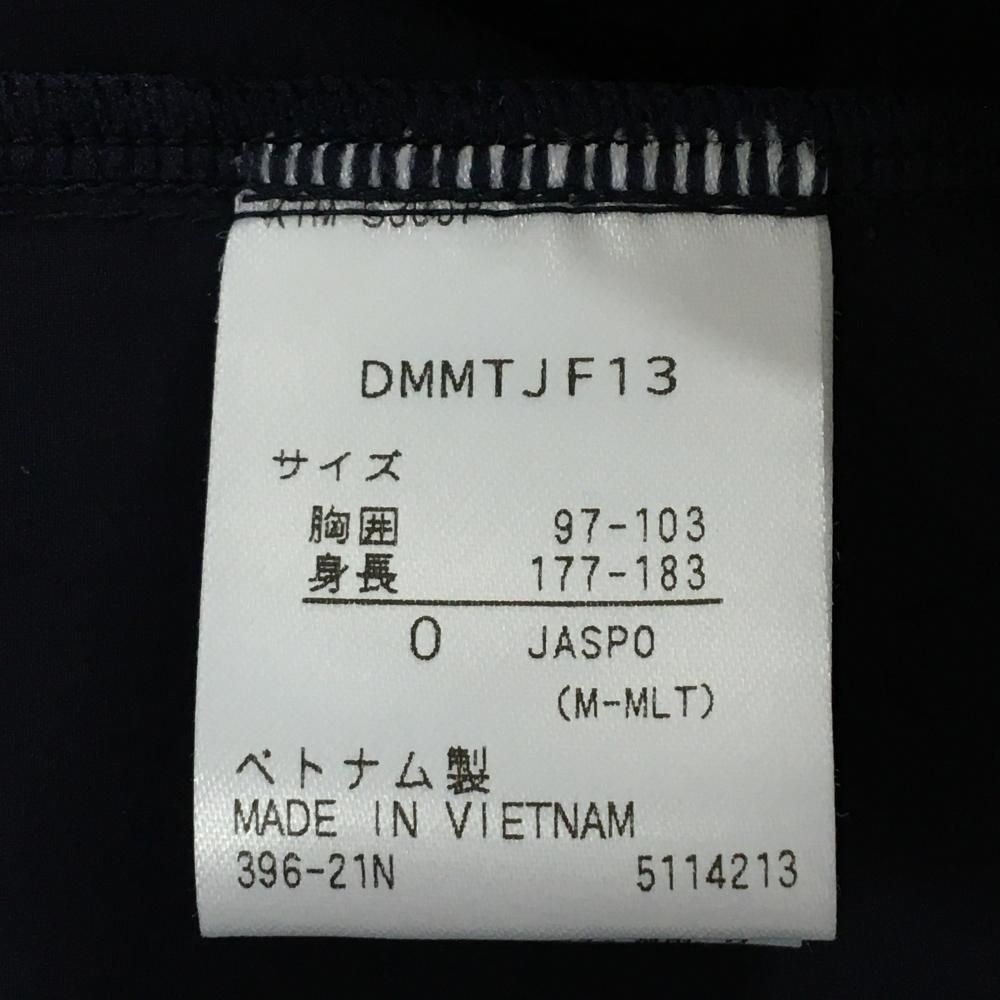 DMMTJF13
サイズ
胸囲 97-103
身長 177-183
O JASPO
(M-MLT)
ベトナム製
MADE IN VIETNAM
396-21N 5114213